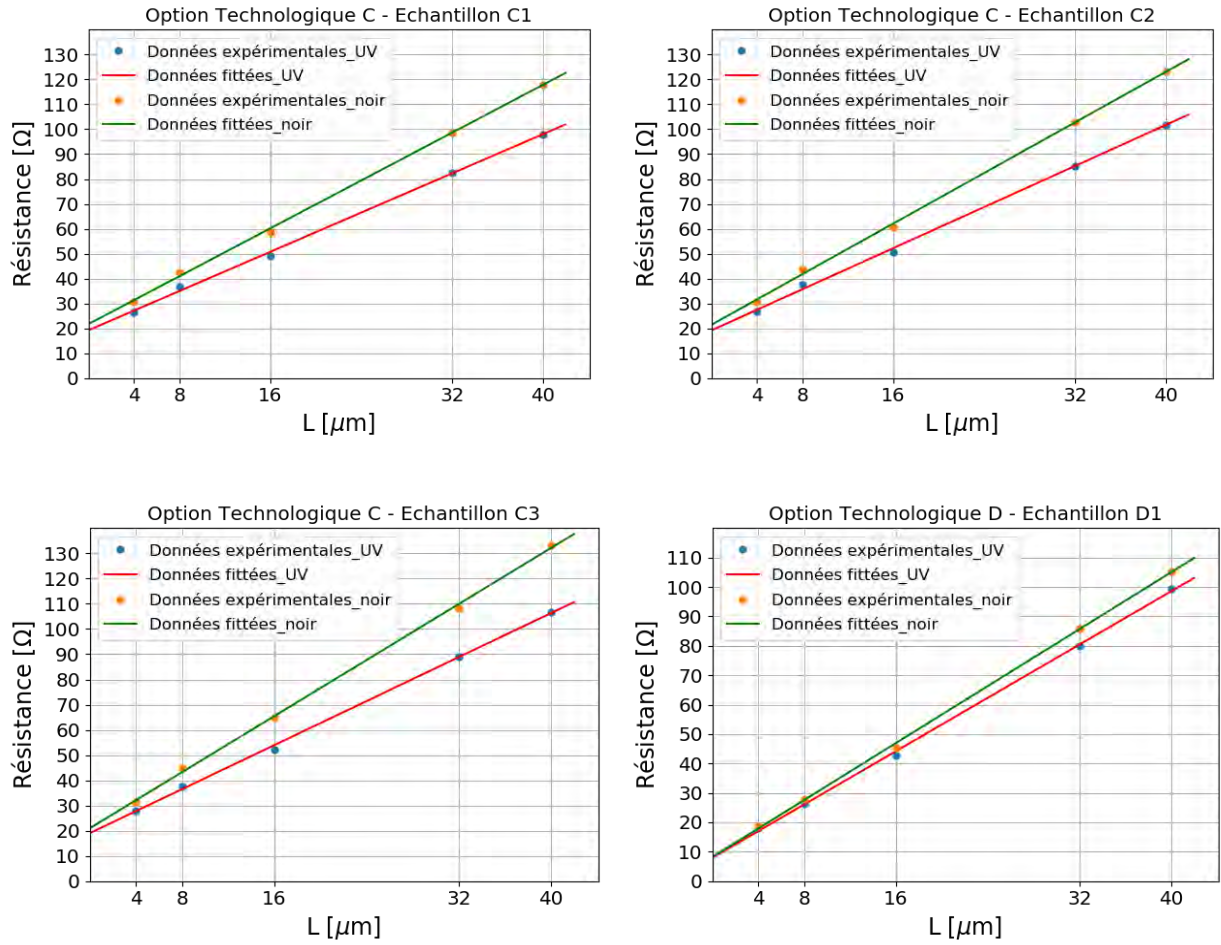 Option Technologique C - Echantillon C1
Données expérimentales_UV
Données fittées_UV
Données expérimentales_noir
Données fittées_noir
Résistance [Ω]
130
120
110
100
90
80
70
60
50
40
30
20
10
0
4 8 16 32 40
L [μm]
Option Technologique C - Echantillon C2
Données expérimentales_UV
Données fittées_UV
Données expérimentales_noir
Données fittées_noir
Résistance [Ω]
130
120
110
100
90
80
70
60
50
40
30
20
10
0
4 8 16 32 40
L [μm]
Option Technologique C - Echantillon C3
Données expérimentales_UV
Données fittées_UV
Données expérimentales_noir
Données fittées_noir
Résistance [Ω]
130
120
110
100
90
80
70
60
50
40
30
20
10
0
4 8 16 32 40
L [μm]
Option Technologique D - Echantillon D1
Données expérimentales_UV
Données fittées_UV
Données expérimentales_noir
Données fittées_noir
Résistance [Ω]
110
100
90
80
70
60
50
40
30
20
10
0
4 8 16 32 40
L [μm]